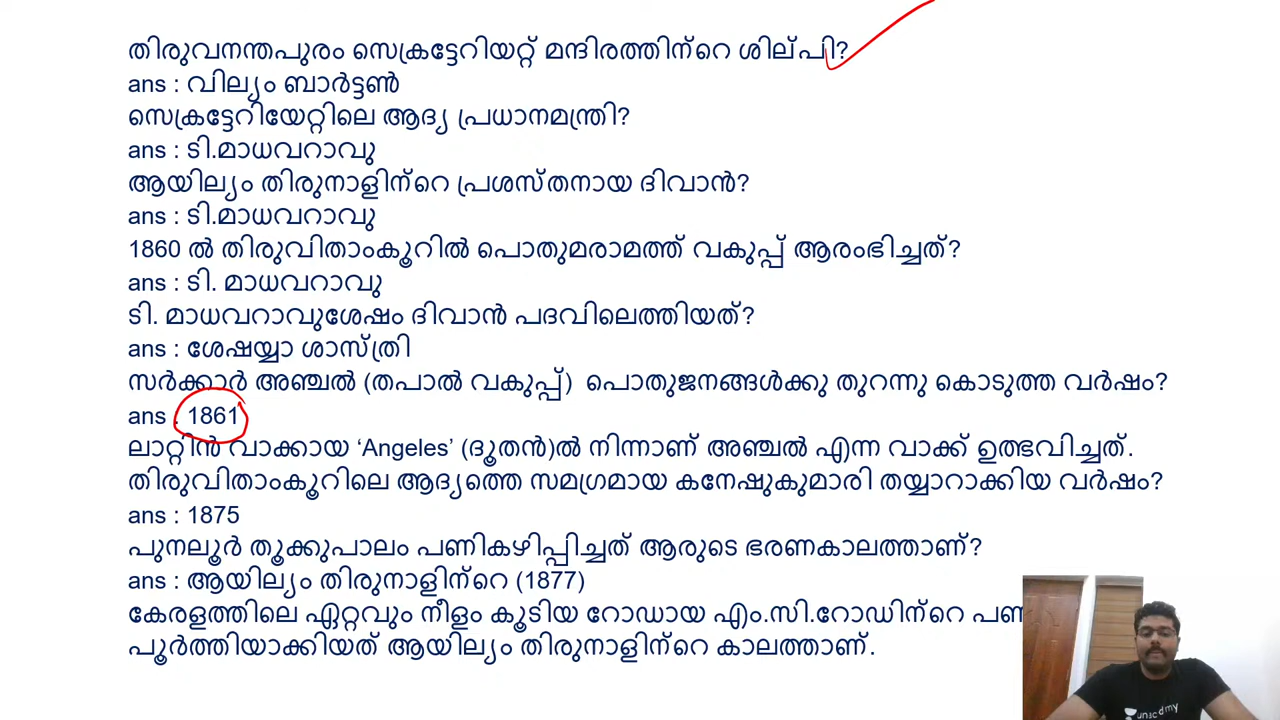 തിരുവനന്തപുരം സെക്രട്ടേറിയറ്റ് മന്ദിരത്തിന്റെ ശില്പി?
ans : വില്യം ബാർട്ടൺ
സെക്രട്ടേറിയേറ്റിലെ ആദ്യ പ്രധാനമന്ത്രി?
ans : ടി.മാധവറാവു
ആയില്യം തിരുനാളിന്റെ പ്രശസ്തനായ ദിവാൻ?
ans : ടി.മാധവറാവു
1860 ൽ തിരുവിതാംകൂറിൽ പൊതുമരാമത്ത് വകുപ്പ് ആരംഭിച്ചത്?
ans : ടി. മാധവറാവു
ടി. മാധവറാവുശേഷം ദിവാൻ പദവിലെത്തിയത്?
ans : ശേഷയ്യാ ശാസ്ത്രി
സർക്കാർ അഞ്ചൽ (തപാൽ വകുപ്പ്) പൊതുജനങ്ങൾക്കു തുറന്നു കൊടുത്ത വർഷം?
ans : 1861
ലാറ്റിൻ വാക്കായ ‘Angeles’ (ദൂതൻ)ൽ നിന്നാണ് അഞ്ചൽ എന്ന വാക്ക് ഉത്ഭവിച്ചത്.
തിരുവിതാംകൂറിലെ ആദ്യത്തെ സമഗ്രമായ കനേഷുകുമാരി തയ്യാറാക്കിയ വർഷം?
ans : 1875
പുനലൂർ തൂക്കുപാലം പണികഴിപ്പിച്ചത് ആരുടെ ഭരണകാലത്താണ്?
ans : ആയില്യം തിരുനാളിന്റെ (1877)
കേരളത്തിലെ ഏറ്റവും നീളം കൂടിയ റോഡായ എം.സി.റോഡിന്റെ പണ
പൂർത്തിയാക്കിയത് ആയില്യം തിരുനാളിന്റെ കാലത്താണ്.